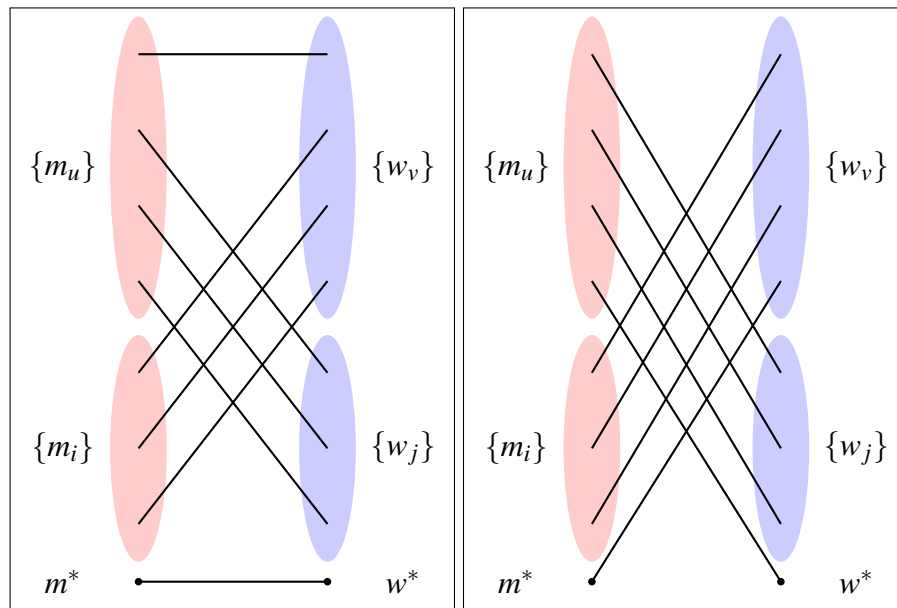 {m_u} {w_v} {m_u} {w_v}
{m_i} {w_j} {m_i} {w_j}
m* w* m* w*